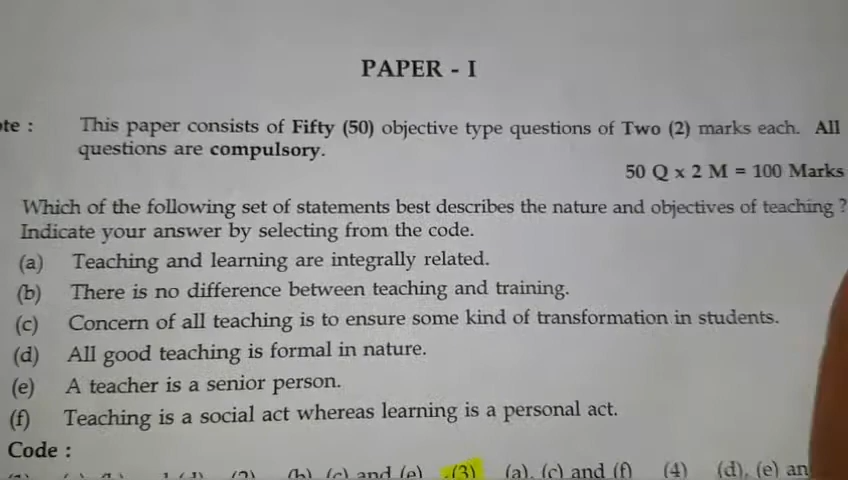 PAPER - I
ote : This paper consists of Fifty (50) objective type questions of Two (2) marks each. All
questions are compulsory.
50 Q x 2 M = 100 Marks
Which of the following set of statements best describes the nature and objectives of teaching ?
Indicate your answer by selecting from the code.
(a) Teaching and learning are integrally related.
(b) There is no difference between teaching and training.
(c) Concern of all teaching is to ensure some kind of transformation in students.
(d) All good teaching is formal in nature.
(e) A teacher is a senior person.
(f) Teaching is a social act whereas learning is a personal act.
Code :
(b), (c) and (e) (3) (a), (c) and (f) (4) (d), (e) an